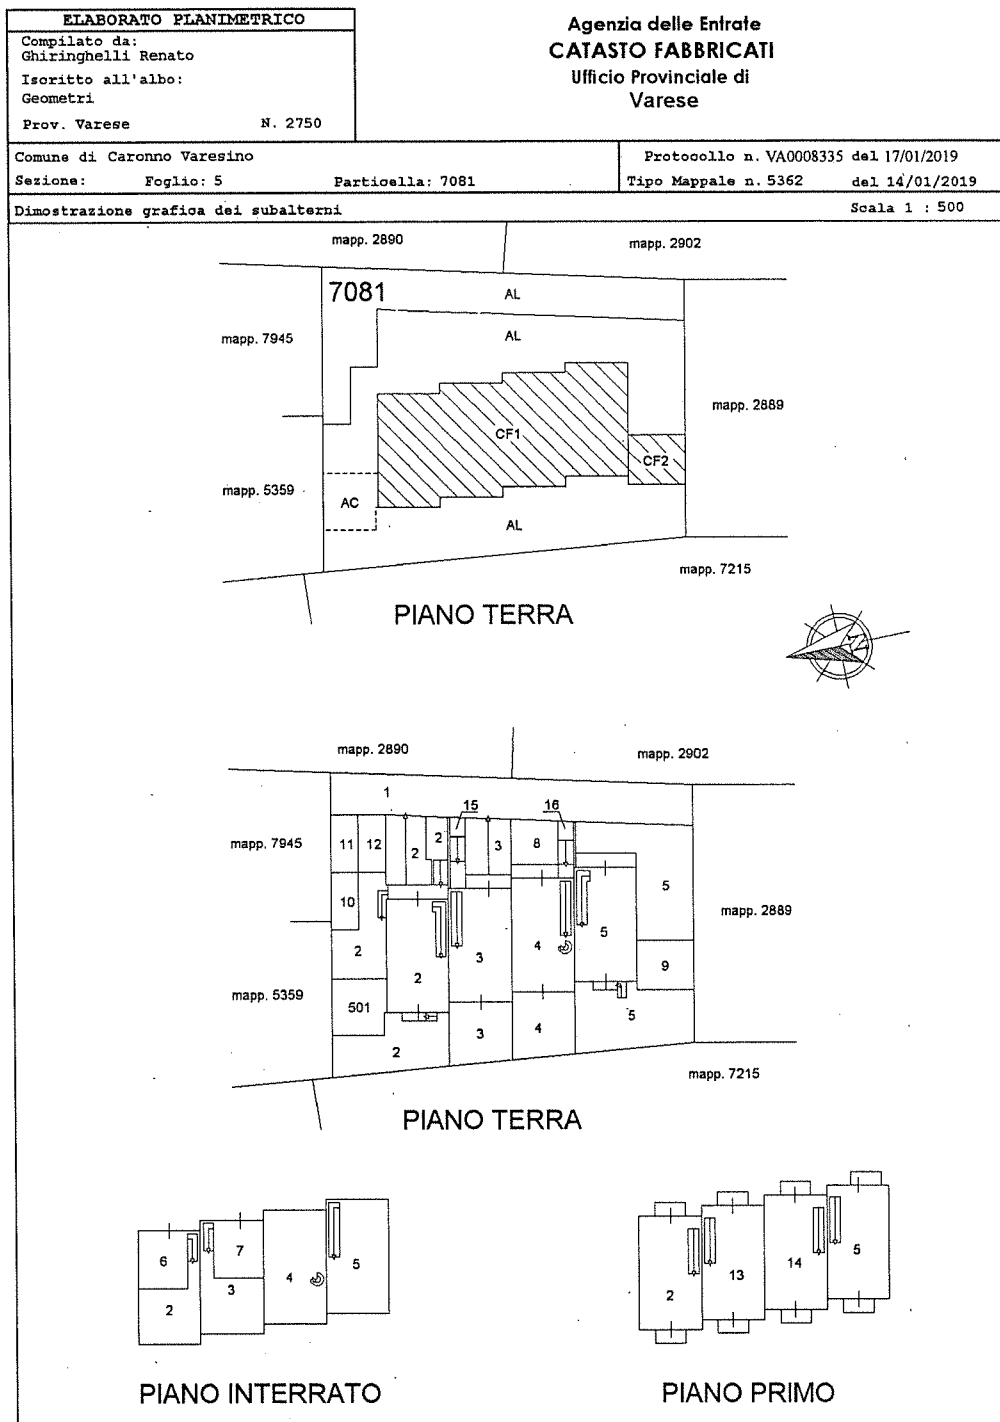 ELABORATO PLANIMETRICO
Compilato da:
Ghiringhelli Renato
Iscritto all'albo:
Geometri
Prov. Varese N. 2750
Agenzia delle Entrate
CATASTO FABBRICATI
Ufficio Provinciale di
Varese
Comune di Caronno Varesino
Sezione: Foglio: 5 Particella: 7081
Protocollo n. VA0008335 del 17/01/2019
Tipo Mappale n. 5362 del 14/01/2019
Dimostrazione grafica dei subalterni Scala 1 : 500
mapp. 2890 mapp. 2902
7081 AL
mapp. 7945 AL
mapp. 2889
CF1
CF2
mapp. 5359 AC
AL
mapp. 7215
PIANO TERRA
N
mapp. 2890 mapp. 2902
1
15 16
mapp. 7945 11 12 2 2 3 8
5
10
mapp. 2889
5
2 3 4
9
2
mapp. 5359 501
5
3 4
2
mapp. 7215
PIANO TERRA
6 7 4 5
2 3
2 13 14 5
PIANO INTERRATO PIANO PRIMO